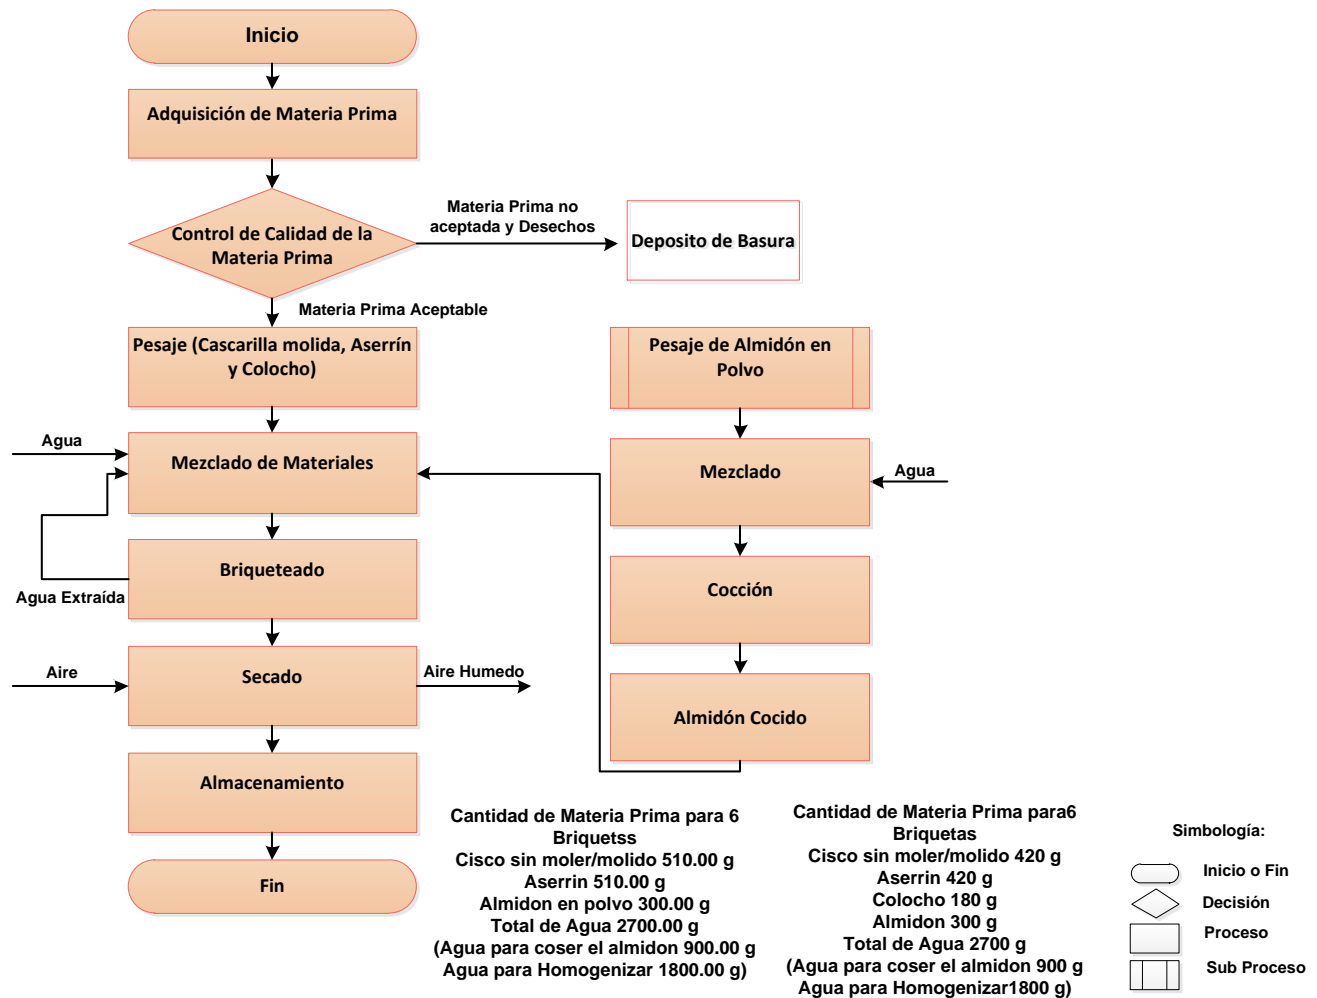 Inicio
Adquisición de Materia Prima
Control de Calidad de la
Materia Prima
Materia Prima no
aceptada y Desechos
Deposito de Basura
Materia Prima Aceptable
Pesaje (Cascarilla molida, Aserrín
y Colocho)
Pesaje de Almidón en
Polvo
Agua
Mezclado de Materiales
Mezclado
Agua
Briqueteado
Agua Extraída
Cocción
Aire
Secado
Aire Humedo
Almidón Cocido
Almacenamiento
Fin
Cantidad de Materia Prima para 6
Briquetss
Cisco sin moler/molido 510.00 g
Aserrin 510.00 g
Almidon en polvo 300.00 g
Total de Agua 2700.00 g
(Agua para coser el almidon 900.00 g
Agua para Homogenizar 1800.00 g)
Cantidad de Materia Prima para6
Briquetas
Cisco sin moler/molido 420 g
Aserrin 420 g
Colocho 180 g
Almidon 300 g
Total de Agua 2700 g
(Agua para coser el almidon 900 g
Agua para Homogenizar1800 g)
Simbología:
Inicio o Fin
Decisión
Proceso
Sub Proceso